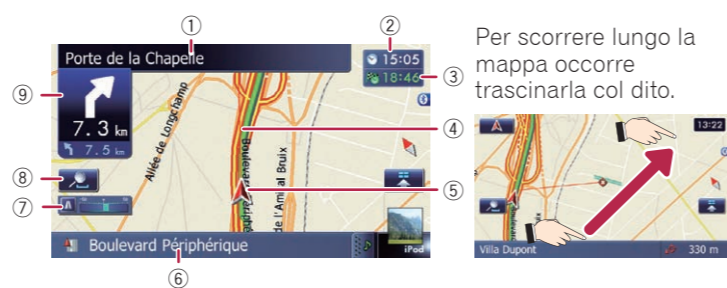 ①
②
Porte de la Chapelle
15:05
18:46
③
⑨
7.3 km
7.5 km
Allée de Longchamp
④
Boulevard Périphé
de l'Amiral Bruix
⑧
⑤
⑦
Boulevard Périphérique
iPod
⑥
Per scorrere lungo la
mappa occorre
trascinarla col dito.
13:22
Villa Dupont
330 m